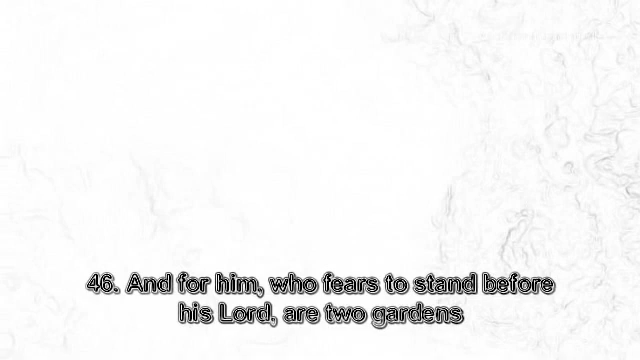 46. And for him, who fears to stand before
his Lord, are two gardens